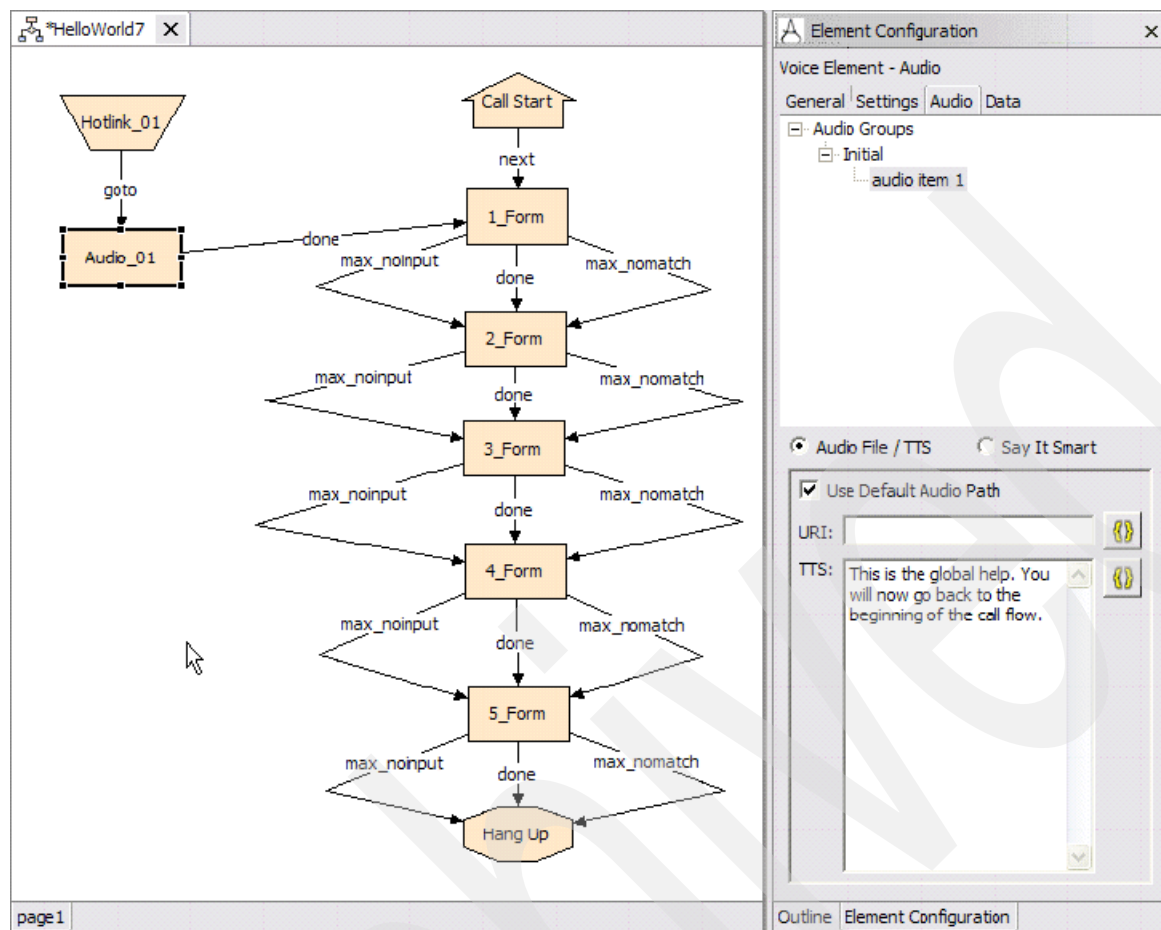 *HelloWorld7
Hotlink_01
goto
Audio_01
done
Call Start
next
1_Form
max_noinput
done
max_nomatch
2_Form
max_noinput
done
max_nomatch
3_Form
max_noinput
done
max_nomatch
4_Form
max_noinput
done
max_nomatch
5_Form
max_noinput
done
max_nomatch
Hang Up
page1
Element Configuration
Voice Element - Audio
General Settings Audio Data
Audio Groups
Initial
audio item 1
Audio File / TTS Say It Smart
Use Default Audio Path
URI:
TTS: This is the global help. You
will now go back to the
beginning of the call flow.
Outline Element Configuration